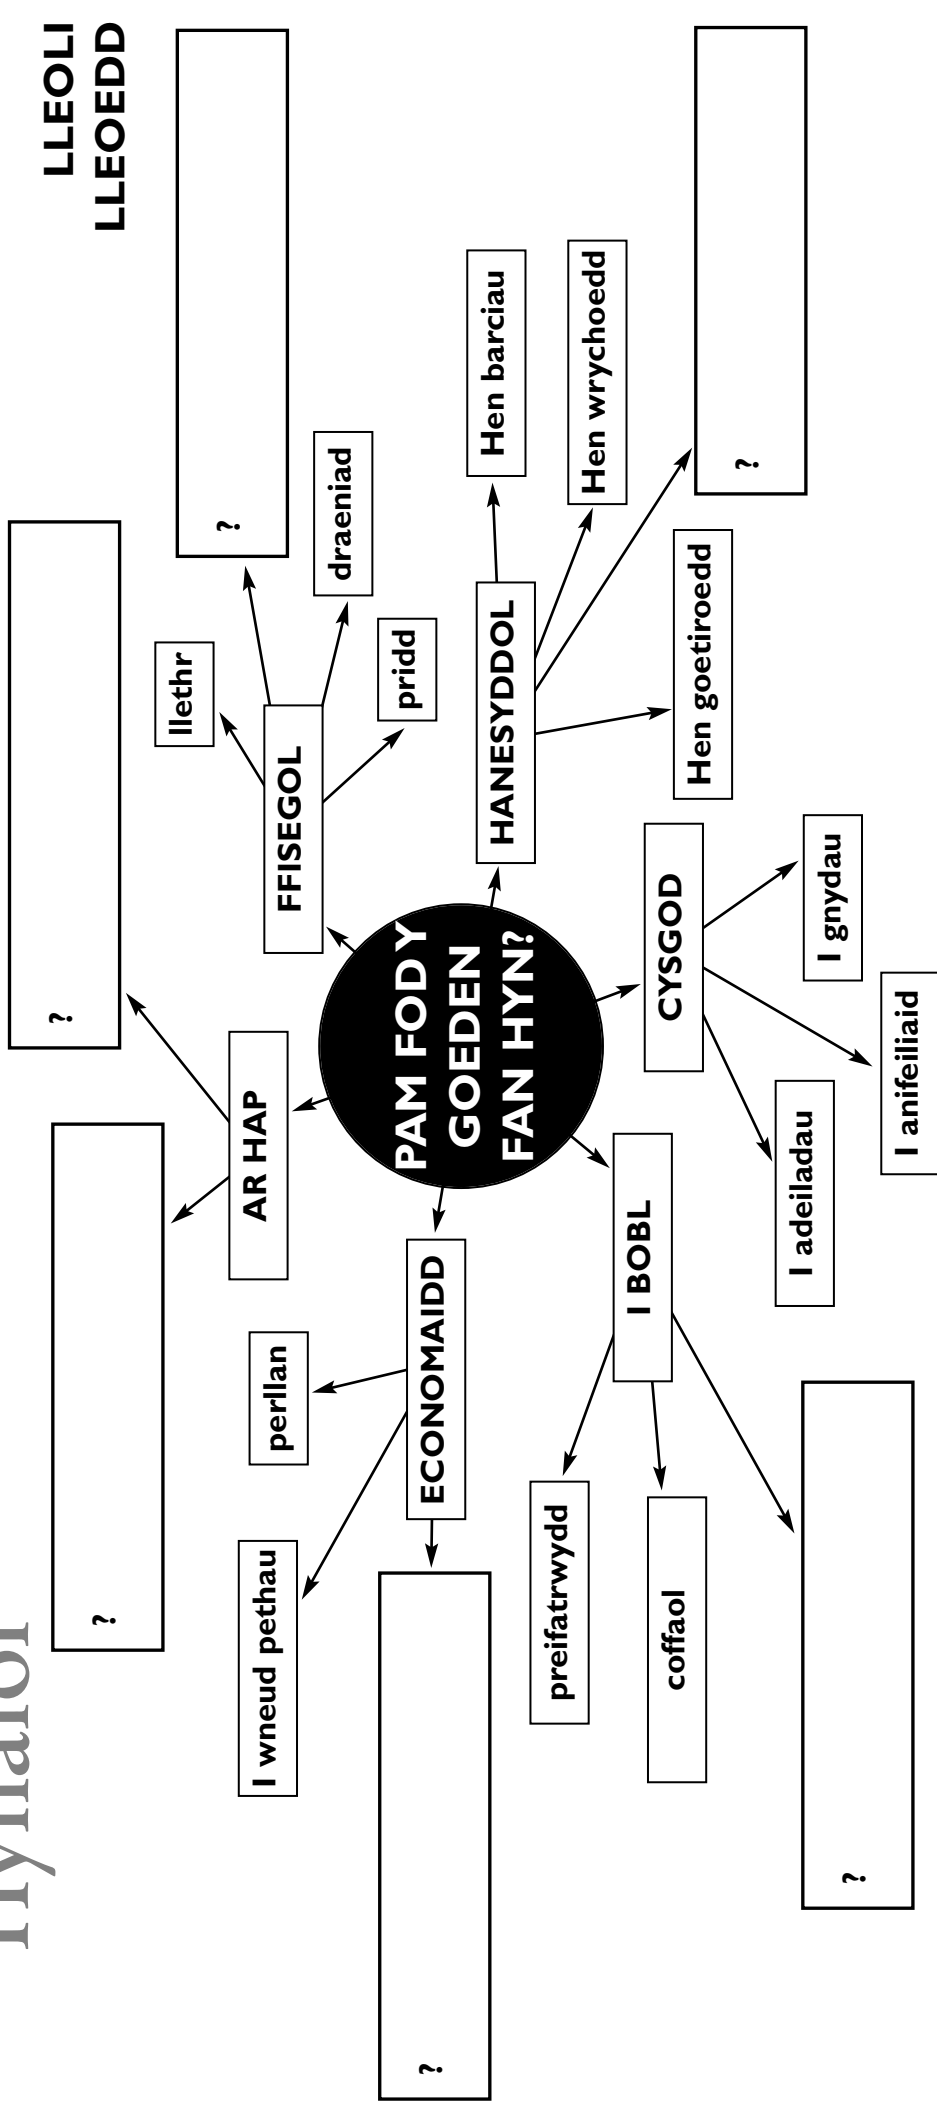 LLEOLI
LLEOEDD
?
?
?
llethr
draeniad
pridd
FFISEGOL
AR HAP
perllan
I wneud pethau
ECONOMAIDD
?
PAM FOD Y
GOEDEN
FAN HYN?
HANESYDDOL
Hen barciau
Hen wrychoedd
?
Hen goetiroedd
CYSGOD
I gnydau
I anifeiliaid
I adeiladau
I BOBL
preifatrwydd
coffaol
?